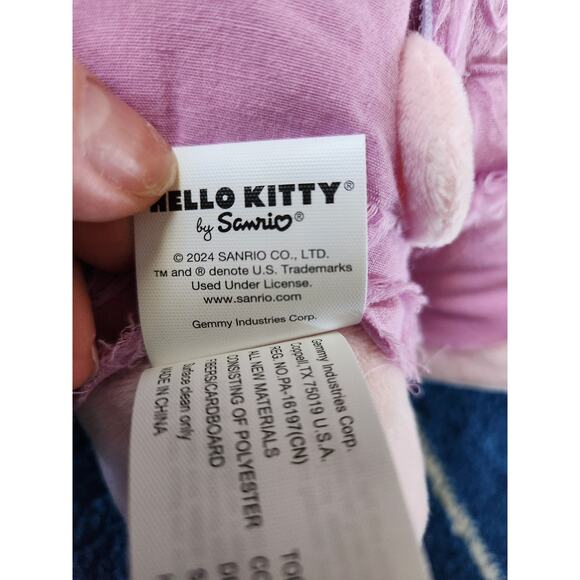 HELLO KITTY®
by Sanrio®
© 2024 SANRIO CO., LTD.
TM and ® denote U.S. Trademarks
Used Under License.
www.sanrio.com
Gemmy Industries Corp.
Gemmy Industries Corp.
Coppell, TX 75019 U.S.A.
REG. NO.PA-16197(CN)
ALL NEW MATERIALS
CONSISTING OF POLYESTER
FIBERS/CARDBOARD
Surface clean only
MADE IN CHINA